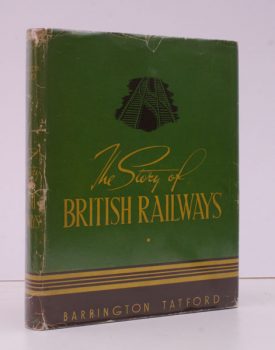 The Story of
BRITISH RAILWAYS
BARRINGTON TATFORD